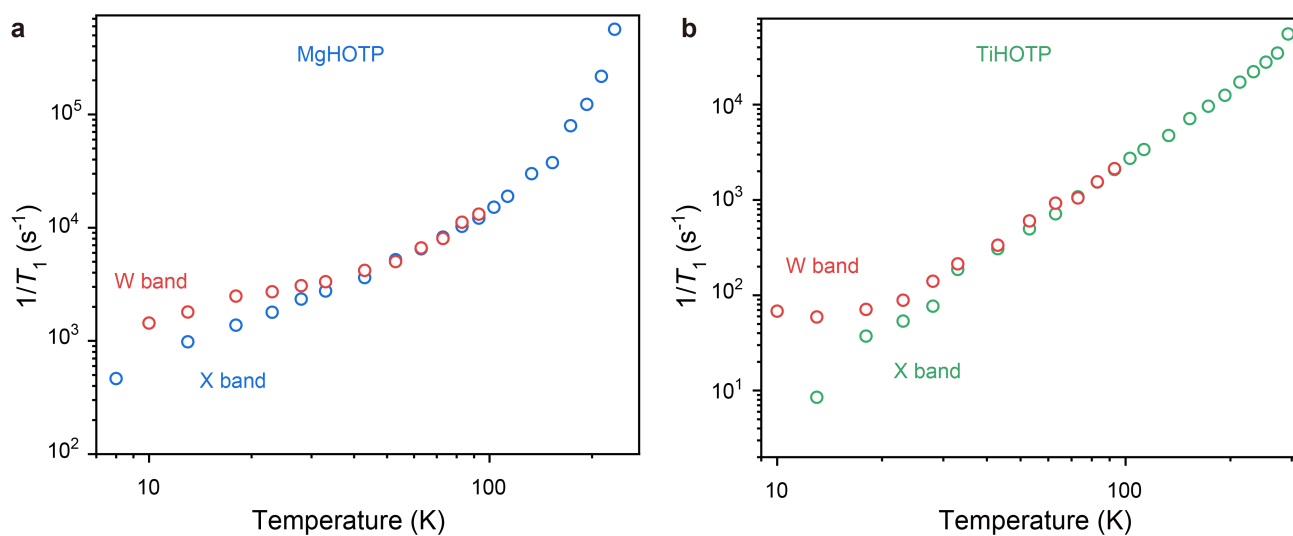 a
MgHOTP
10^5
10^4
10^3
10^2
1/T_1 (s^-1)
W band
X band
10
100
Temperature (K)
b
TiHOTP
10^4
10^3
10^2
10^1
1/T_1 (s^-1)
W band
X band
10
100
Temperature (K)